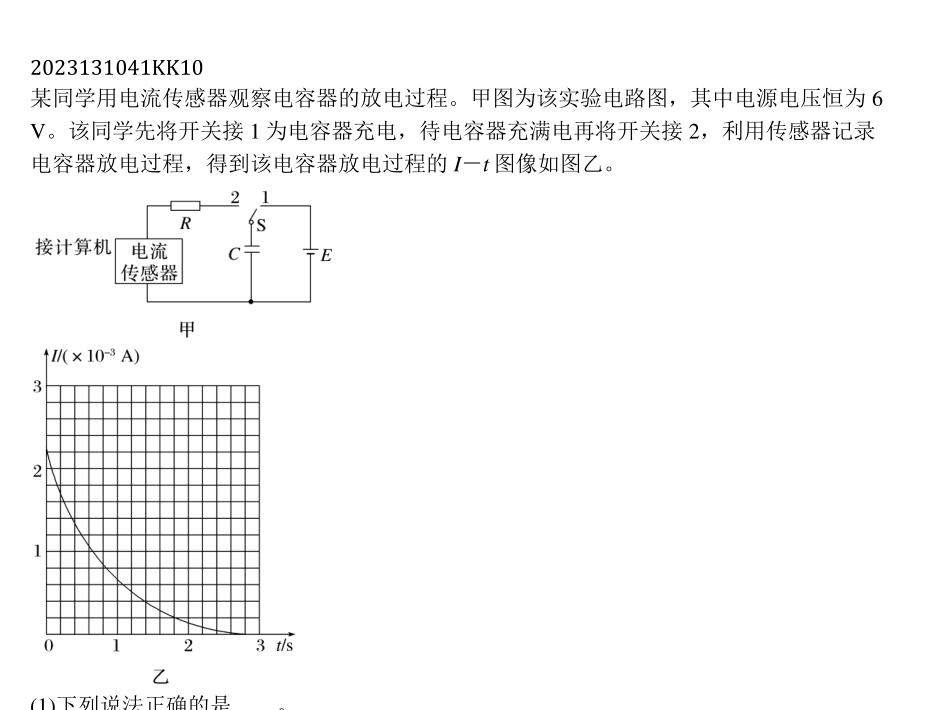 2023131041KK10
某同学用电流传感器观察电容器的放电过程。甲图为该实验电路图，其中电源电压恒为 6
V。该同学先将开关接 1 为电容器充电，待电容器充满电再将开关接 2，利用传感器记录
电容器放电过程，得到该电容器放电过程的 I－t 图像如图乙。
2 1
R S
接计算机 电流 C E
传感器
甲
I/(×10⁻³ A)
3
2
1
0 1 2 3 t/s
乙
(1)下列说法正确的是____。